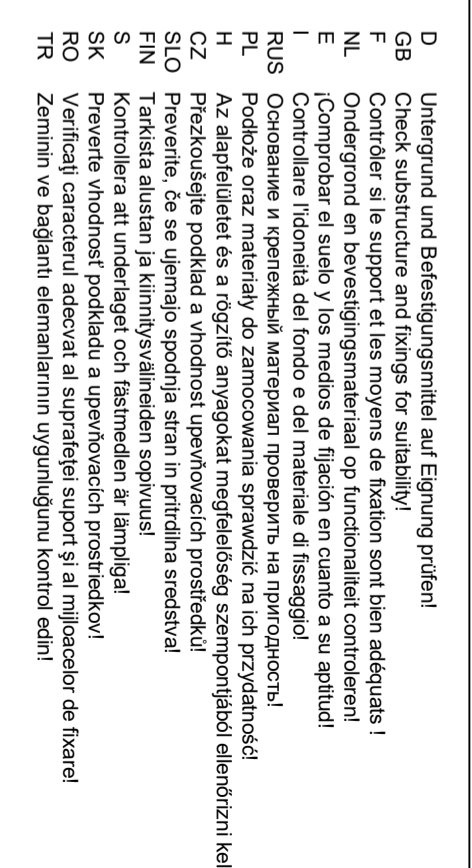 D Untergrund und Befestigungsmittel auf Eignung prüfen!
GB Check substructure and fixings for suitability!
F Contrôler si le support et les moyens de fixation sont bien adéquats !
NL Ondergrond en bevestigingsmateriaal op functionaliteit controleren!
E ¡Comprobar el suelo y los medios de fijación en cuanto a su aptitud!
I Controllare l'idoneità del fondo e del materiale di fissaggio!
RUS Основание и крепежный материал проверить на пригодность!
PL Podłoże oraz materiały do zamocowania sprawdzić na ich przydatność!
H Az alapfelületet és a rögzítő anyagokat megfelelőség szempontjából ellenőrizni kel
CZ Přezkoušejte podklad a vhodnost upevňovacích prostředků!
SLO Preverite, če se ujemajo spodnja stran in pritrdilna sredstva!
FIN Tarkista alustan ja kiinnitysvälineiden sopivuus!
S Kontrollera att underlaget och fästmedlen är lämpliga!
SK Preverte vhodnosť podkladu a upevňovacích prostriedkov!
RO Verificaţi caracterul adecvat al suprafeţei suport şi al mijloacelor de fixare!
TR Zeminin ve bağlantı elemanlarının uygunluğunu kontrol edin!